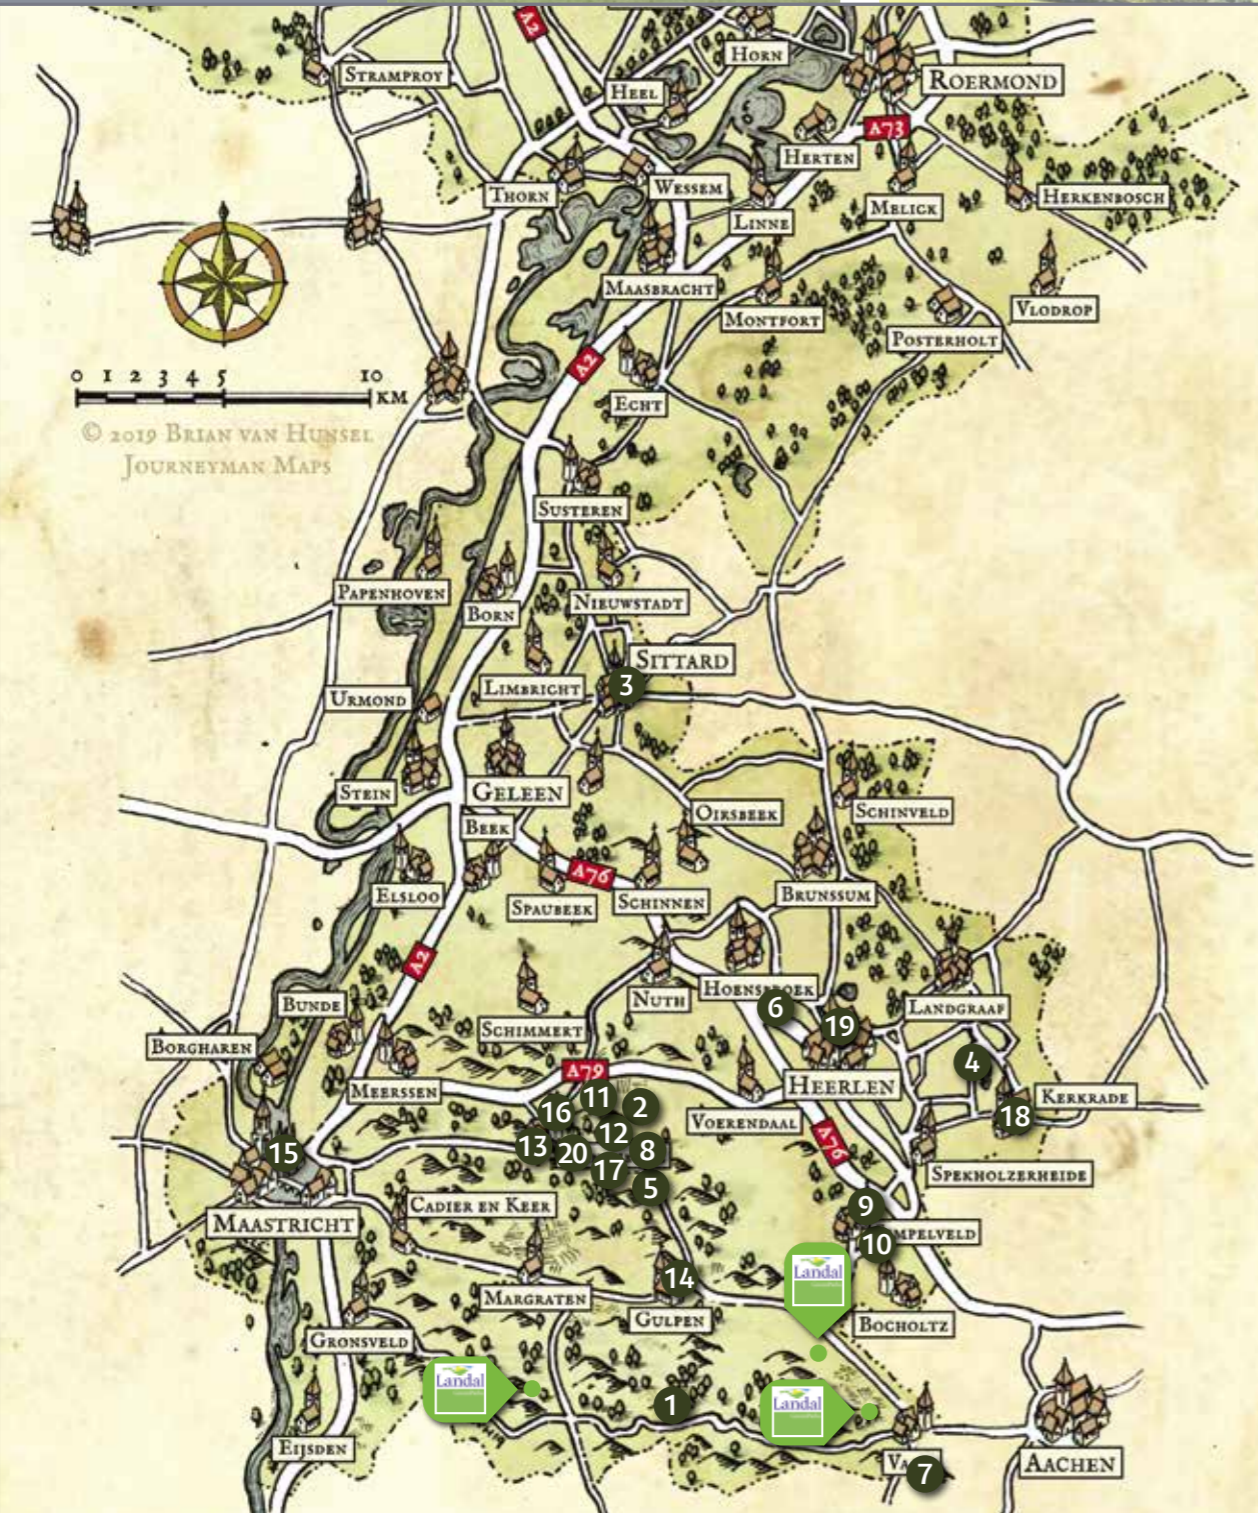 A2
Horn
Stramproy
Heel
Roermond
A73
Herten
Thorn
Wessem
Herkenbosch
Linne
Melick
Maasbracht
Montfort
Vlodrop
Posterholt
A2
0 1 2 3 4 5 10
KM
Echt
© 2019 Brian van Hunsel
Journeyman Maps
Susteren
Papenhoven
Born
Nieuwstadt
Sittard
3
Limbricht
Urmond
Stein
Geleen
Oirsbeek
Schinveld
Beek
A76
Elsloo
Spaubeek
Schinnen
Brunssum
A2
Hoensbroek
Nuth
Bunde
6
Landgraaf
Schimmert
19
Borgharen
4
A79
Heerlen
Meerssen
11
Kerkrade
16
2
18
Voerendaal
12
A76
13
20
8
15
17
Spekholzerheide
5
Cadier en Keer
9
Maastricht
mpelveld
10
14
Landal
Margraten
Gulpen
Bocholtz
Gronsveld
Landal
1
Landal
Eijsden
Va
7
Aachen